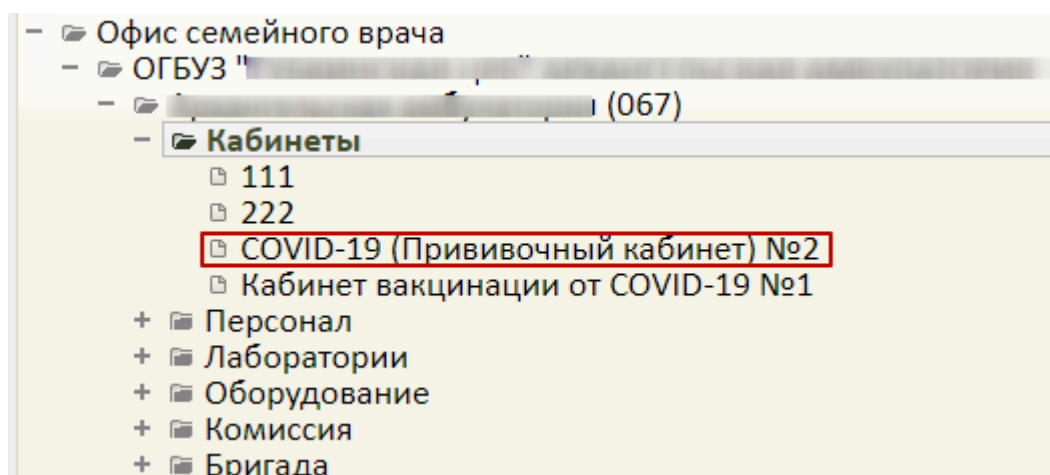 Офис семейного врача
ОГБУЗ "
(067)
Кабинеты
111
222
COVID-19 (Прививочный кабинет) №2
Кабинет вакцинации от COVID-19 №1
Персонал
Лаборатории
Оборудование
Комиссия
Бригада